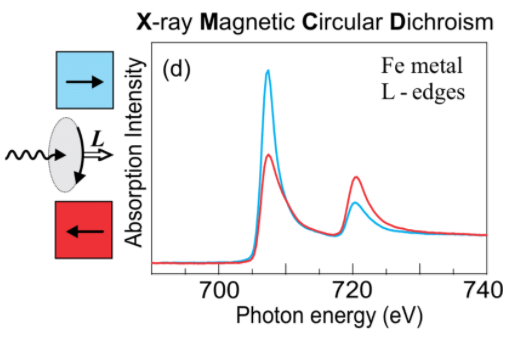 X-ray Magnetic Circular Dichroism
(d)
Fe metal
L - edges
L
Absorption Intensity
700
720
740
Photon energy (eV)